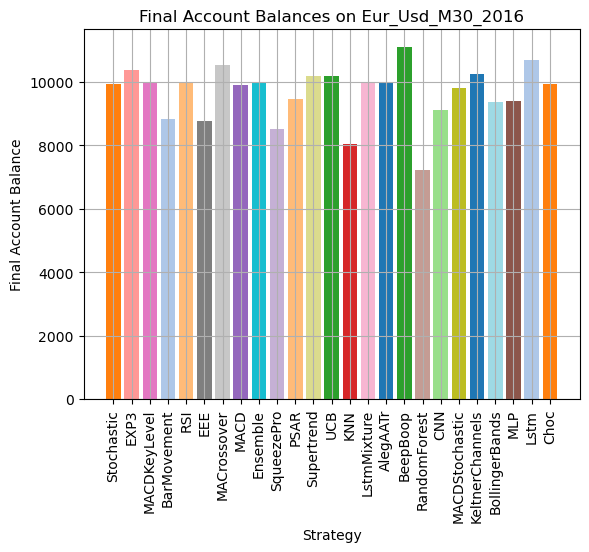 Final Account Balances on Eur_Usd_M30_2016
Final Account Balance
10000
8000
6000
4000
2000
0
Stochastic
EXP3
MACDKeyLevel
BarMovement
RSI
EEE
MACrossover
MACD
Ensemble
SqueezePro
PSAR
Supertrend
UCB
KNN
LstmMixture
AlegAATr
BeepBoop
RandomForest
CNN
MACDStochastic
KeltnerChannels
BollingerBands
MLP
Lstm
Choc
Strategy